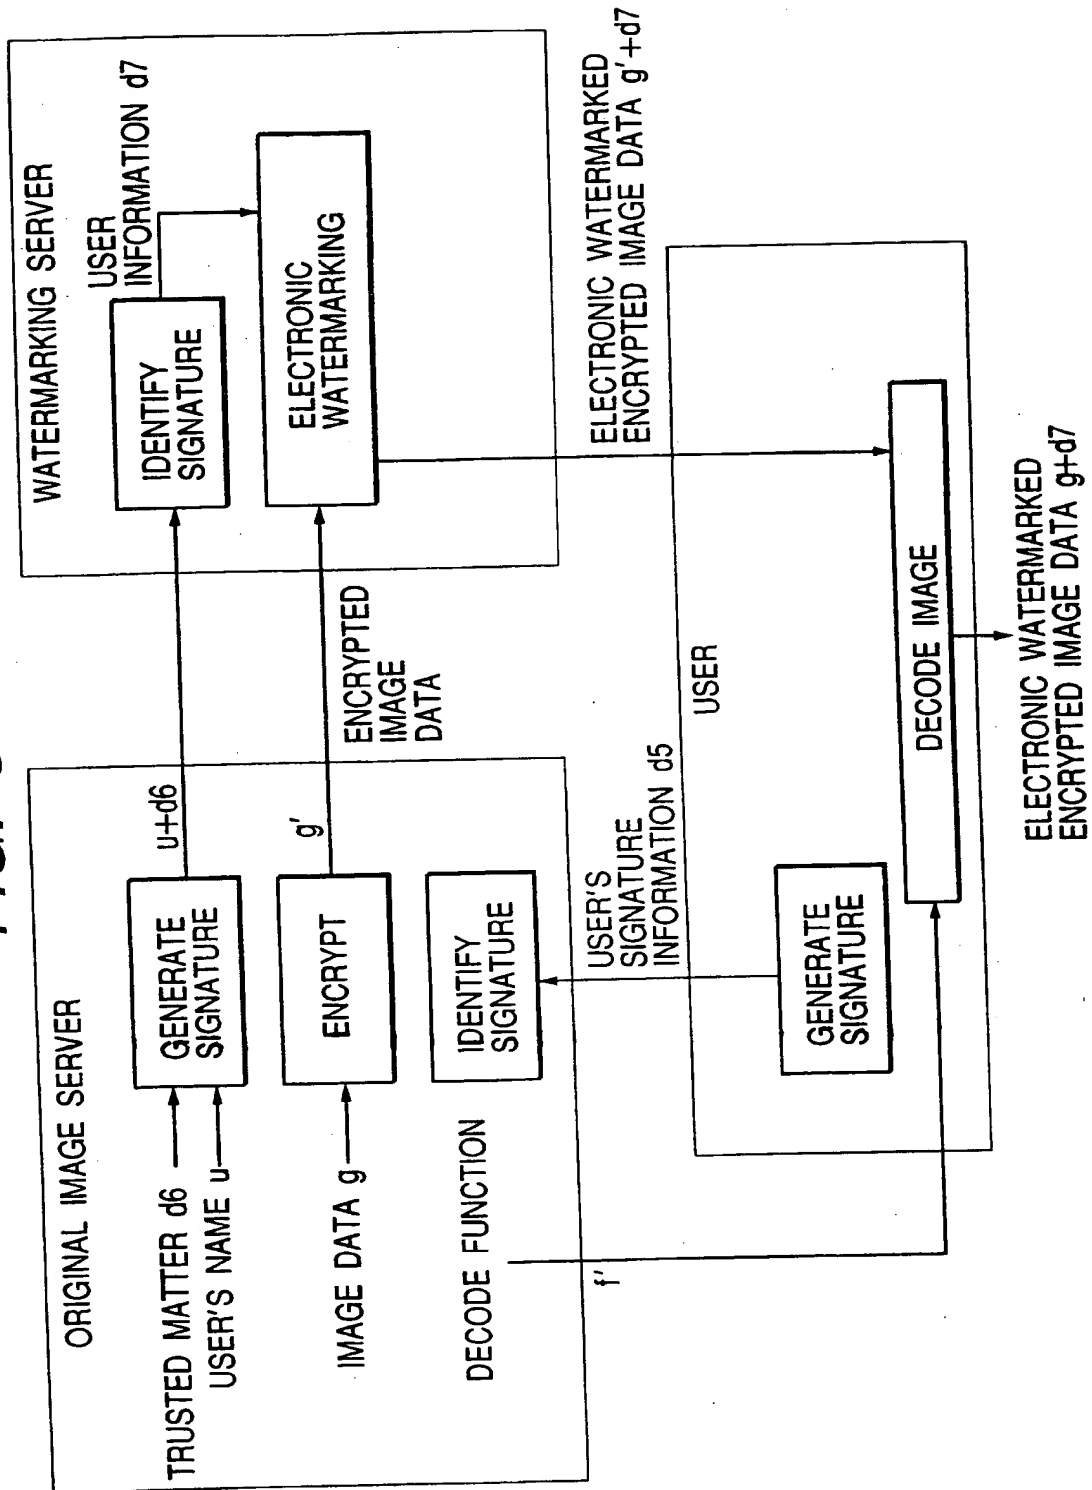 ORIGINAL IMAGE SERVER
TRUSTED MATTER d6
USER'S NAME u
GENERATE
SIGNATURE
u+d6
IMAGE DATA g
ENCRYPT
g'
ENCRYPTED
IMAGE
DATA
DECODE FUNCTION
IDENTIFY
SIGNATURE
f'
WATERMARKING SERVER
IDENTIFY
SIGNATURE
USER
INFORMATION d7
ELECTRONIC
WATERMARKING
USER'S
SIGNATURE
INFORMATION d5
ELECTRONIC WATERMARKED
ENCRYPTED IMAGE DATA g'+d7
USER
GENERATE
SIGNATURE
DECODE IMAGE
ELECTRONIC WATERMARKED
ENCRYPTED IMAGE DATA g+d7